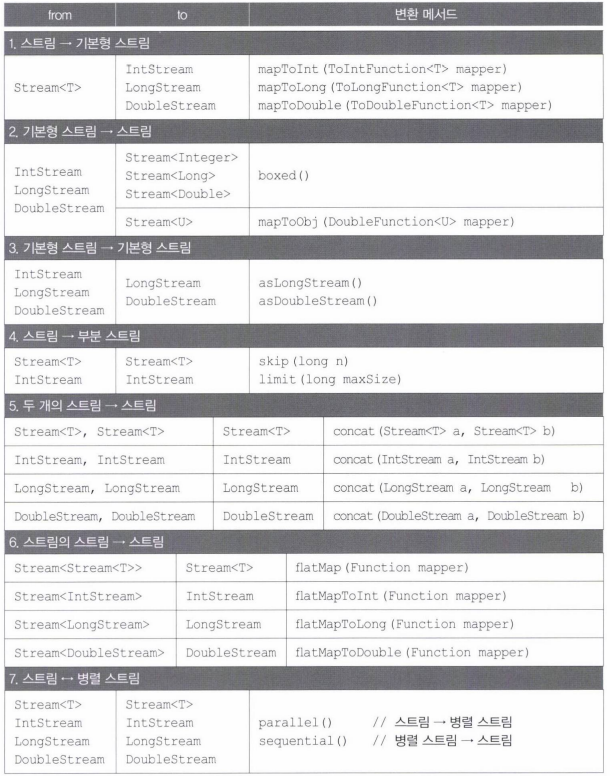 from to 변환 메서드
1. 스트림 → 기본형 스트림
Stream<T>
IntStream
LongStream
DoubleStream
mapToInt(ToIntFunction<T> mapper)
mapToLong(ToLongFunction<T> mapper)
mapToDouble(ToDoubleFunction<T> mapper)
2. 기본형 스트림 → 스트림
IntStream
LongStream
DoubleStream
Stream<Integer>
Stream<Long>
Stream<Double>
boxed()
Stream<U>
mapToObj(DoubleFunction<U> mapper)
3. 기본형 스트림 → 기본형 스트림
IntStream
LongStream
DoubleStream
LongStream
DoubleStream
asLongStream()
asDoubleStream()
4. 스트림 → 부분 스트림
Stream<T> Stream<T> skip(long n)
IntStream IntStream limit(long maxSize)
5. 두 개의 스트림 → 스트림
Stream<T>, Stream<T> Stream<T> concat(Stream<T> a, Stream<T> b)
IntStream, IntStream IntStream concat(IntStream a, IntStream b)
LongStream, LongStream LongStream concat(LongStream a, LongStream b)
DoubleStream, DoubleStream DoubleStream concat(DoubleStream a, DoubleStream b)
6. 스트림의 스트림 → 스트림
Stream<Stream<T>> Stream<T> flatMap(Function mapper)
Stream<IntStream> IntStream flatMapToInt(Function mapper)
Stream<LongStream> LongStream flatMapToLong(Function mapper)
Stream<DoubleStream> DoubleStream flatMapToDouble(Function mapper)
7. 스트림 ↔ 병렬 스트림
Stream<T> Stream<T>
IntStream IntStream parallel() // 스트림 → 병렬 스트림
LongStream LongStream sequential() // 병렬 스트림 → 스트림
DoubleStream DoubleStream